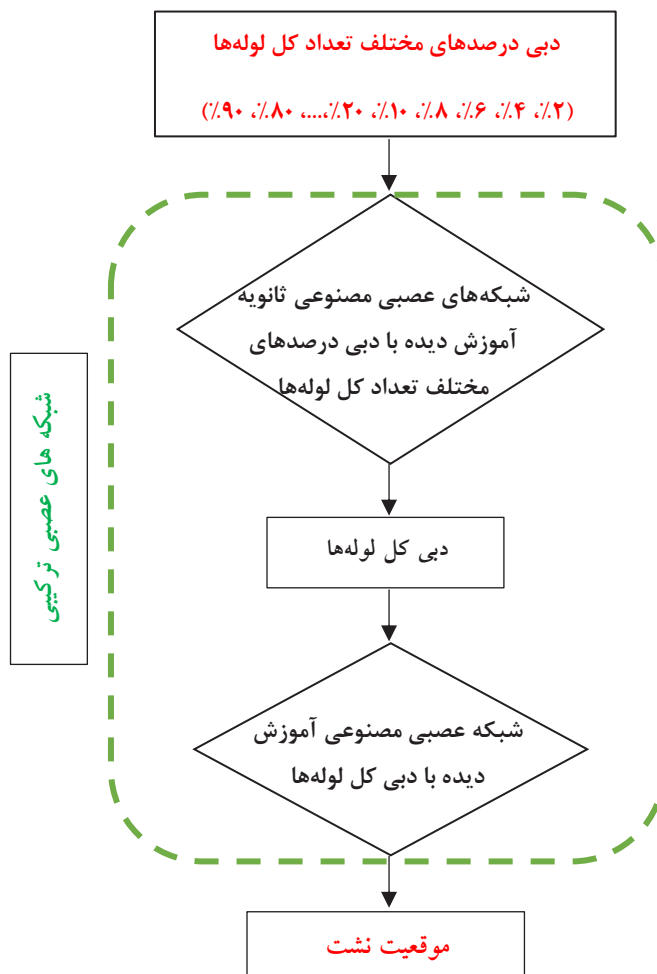 دبی درصدهای مختلف تعداد کل لوله‌ها
(۲٪، ۴٪، ۶٪، ۸٪، ۱۰٪، ۲۰٪،...، ۸۰٪، ۹۰٪)
شبکه‌های عصبی مصنوعی ثانویه
آموزش دیده با دبی درصدهای
مختلف تعداد کل لوله‌ها
شبکه های عصبی ترکیبی
دبی کل لوله‌ها
شبکه عصبی مصنوعی آموزش
دیده با دبی کل لوله‌ها
موقعیت نشت